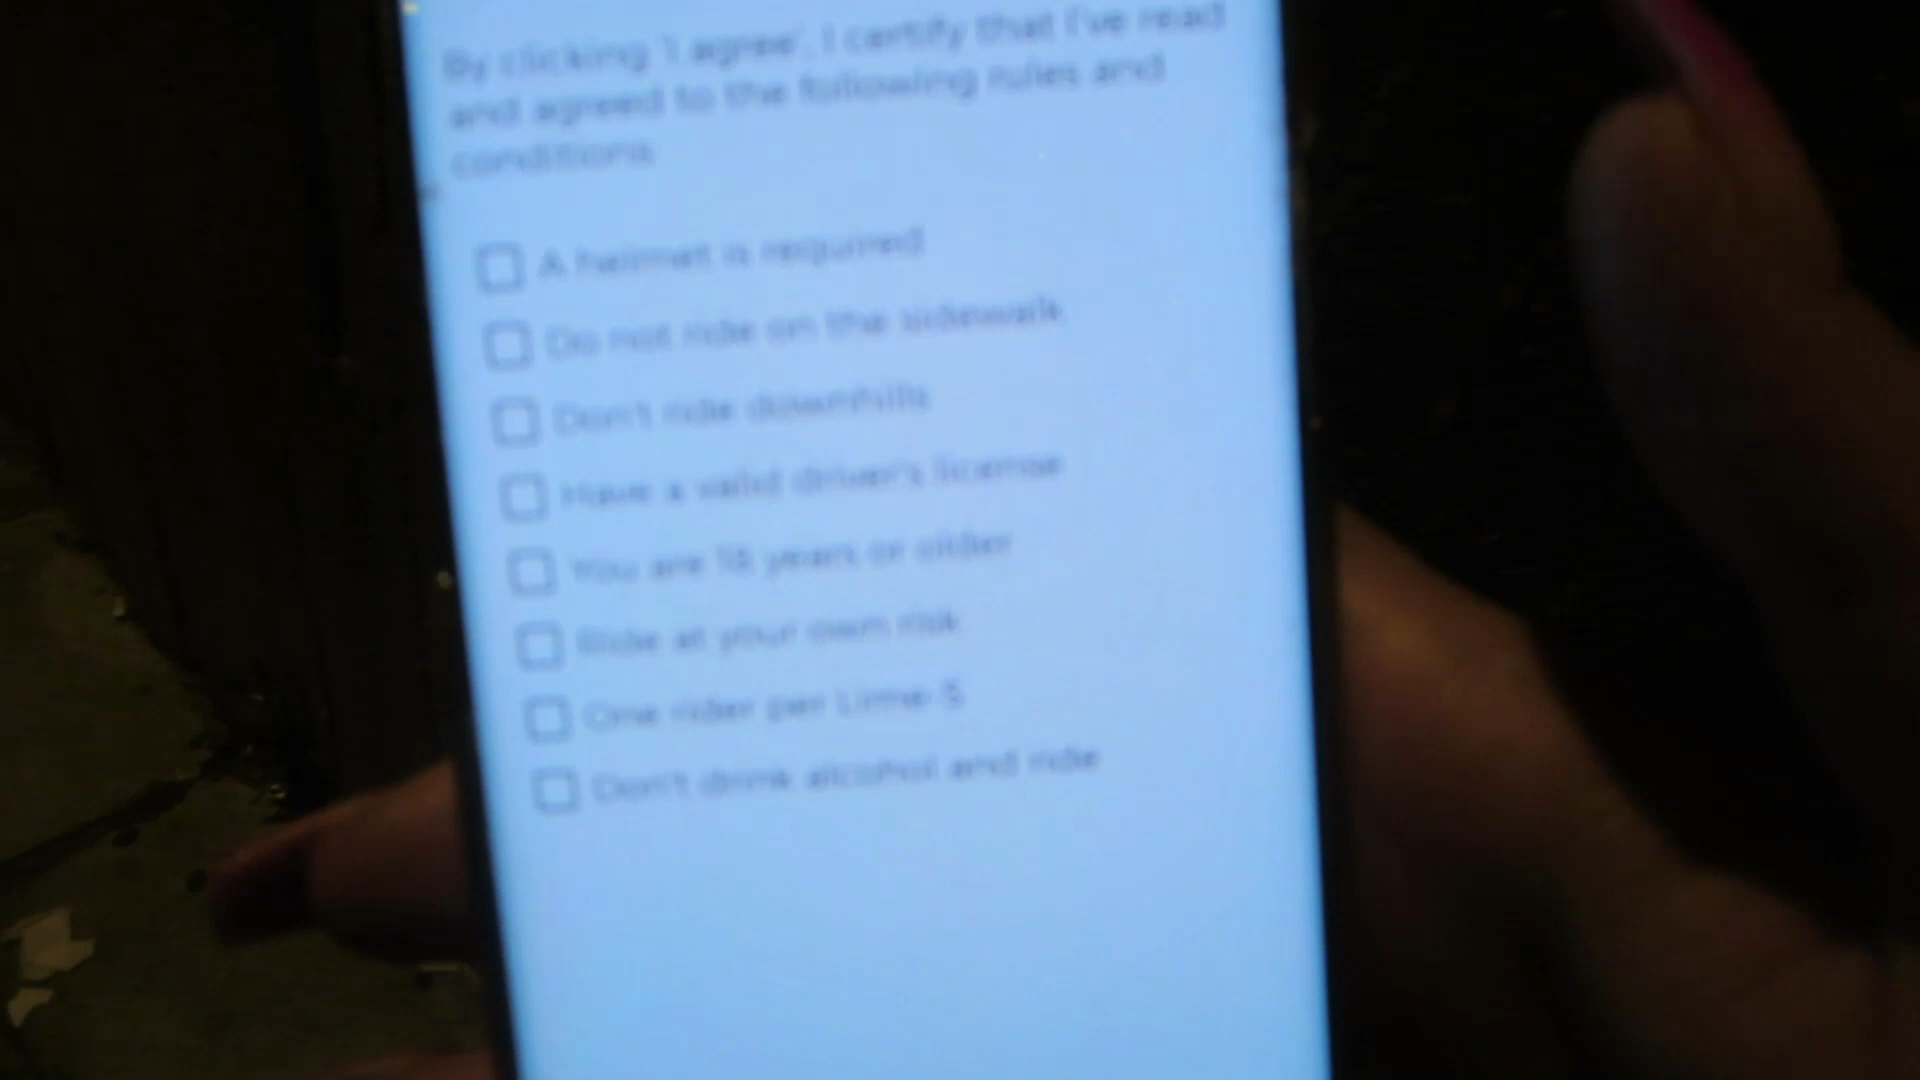 By clicking 'I agree', I certify that I've read
and agreed to the following rules and
conditions
A helmet is required
Do not ride on the sidewalk
Don't ride downhills
Have a valid driver's license
You are 18 years or older
Ride at your own risk
One rider per Lime-S
Don't drink alcohol and ride